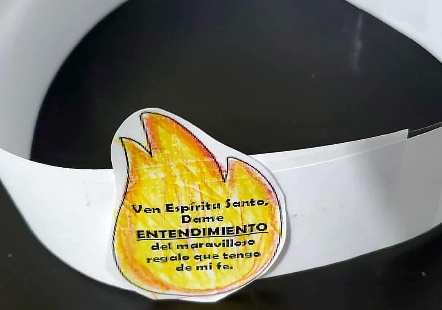 Ven Espíritu Santo,
Dame
ENTENDIMIENTO
del maravilloso
regalo que tengo
de mi fe.